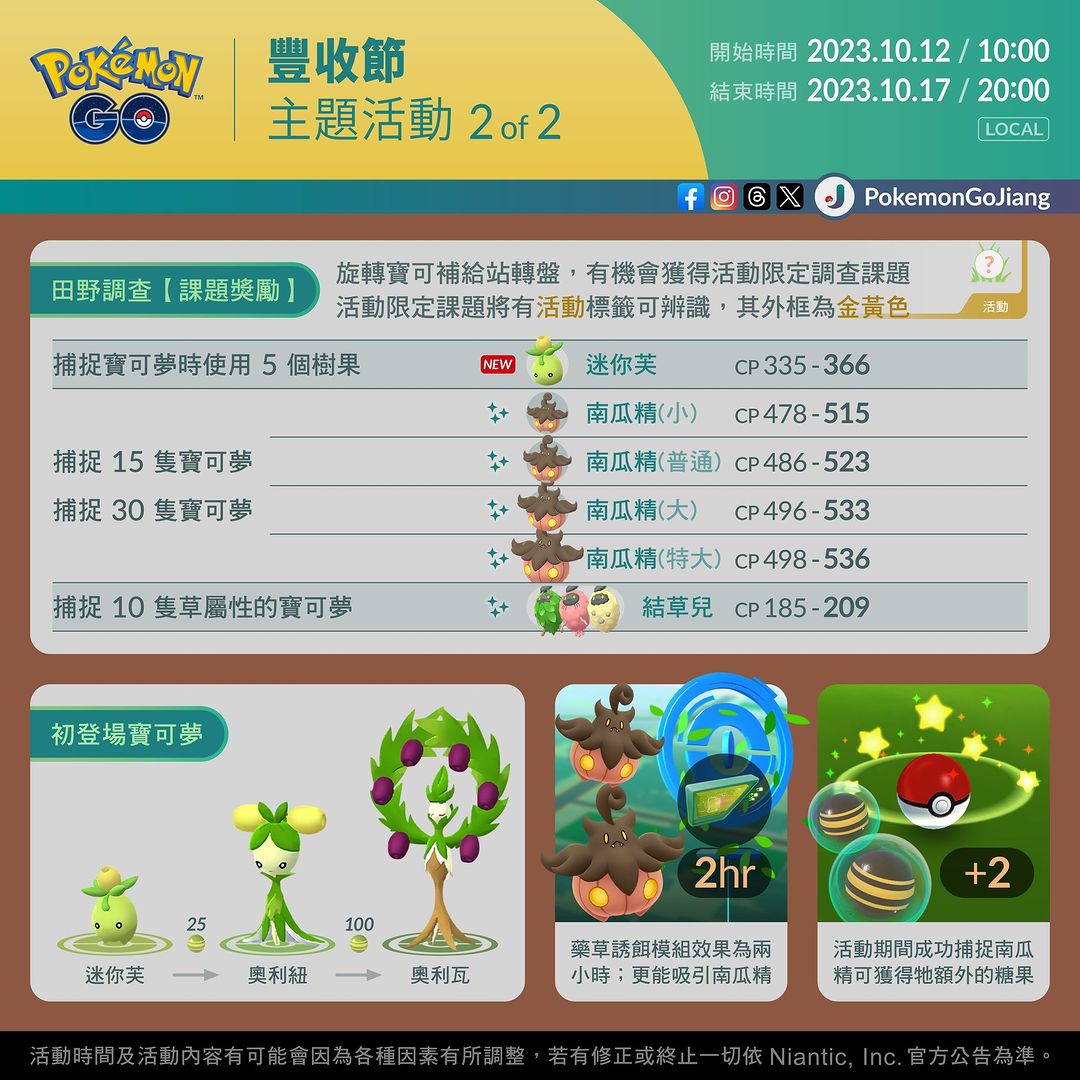 POKÉMON GO
豐收節
主題活動 2 of 2
開始時間 2023.10.12 / 10:00
結束時間 2023.10.17 / 20:00
LOCAL
PokemonGoJiang
田野調查【課題獎勵】
旋轉寶可補給站轉盤，有機會獲得活動限定調查課題
活動限定課題將有活動標籤可辨識，其外框為金黃色
?
活動
捕捉寶可夢時使用 5 個樹果 NEW 迷你芙 CP 335 - 366
南瓜精(小) CP 478 - 515
捕捉 15 隻寶可夢 南瓜精(普通) CP 486 - 523
捕捉 30 隻寶可夢 南瓜精(大) CP 496 - 533
南瓜精(特大) CP 498 - 536
捕捉 10 隻草屬性的寶可夢 結草兒 CP 185 - 209
初登場寶可夢
25
100
迷你芙 奧利紐 奧利瓦
2hr
藥草誘餌模組效果為兩
小時；更能吸引南瓜精
+2
活動期間成功捕捉南瓜
精可獲得牠額外的糖果
活動時間及活動內容有可能會因為各種因素有所調整，若有修正或終止一切依 Niantic, Inc. 官方公告為準。